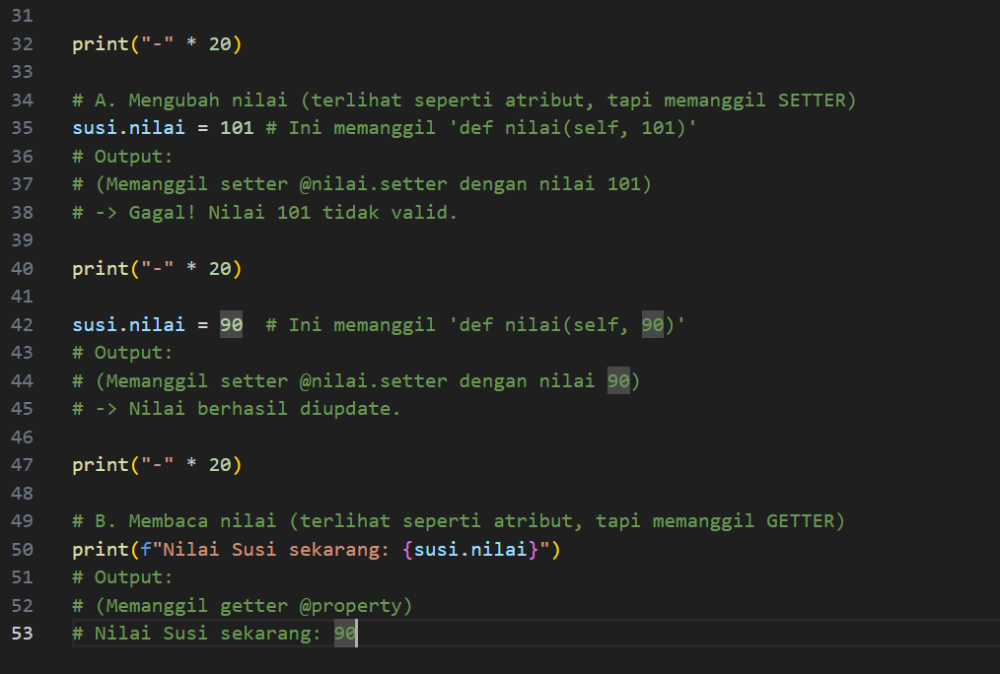 31
32 print("-" * 20)
33
34 # A. Mengubah nilai (terlihat seperti atribut, tapi memanggil SETTER)
35 susi.nilai = 101 # Ini memanggil 'def nilai(self, 101)'
36 # Output:
37 # (Memanggil setter @nilai.setter dengan nilai 101)
38 # -> Gagal! Nilai 101 tidak valid.
39
40 print("-" * 20)
41
42 susi.nilai = 90  # Ini memanggil 'def nilai(self, 90)'
43 # Output:
44 # (Memanggil setter @nilai.setter dengan nilai 90)
45 # -> Nilai berhasil diupdate.
46
47 print("-" * 20)
48
49 # B. Membaca nilai (terlihat seperti atribut, tapi memanggil GETTER)
50 print(f"Nilai Susi sekarang: {susi.nilai}")
51 # Output:
52 # (Memanggil getter @property)
53 # Nilai Susi sekarang: 90